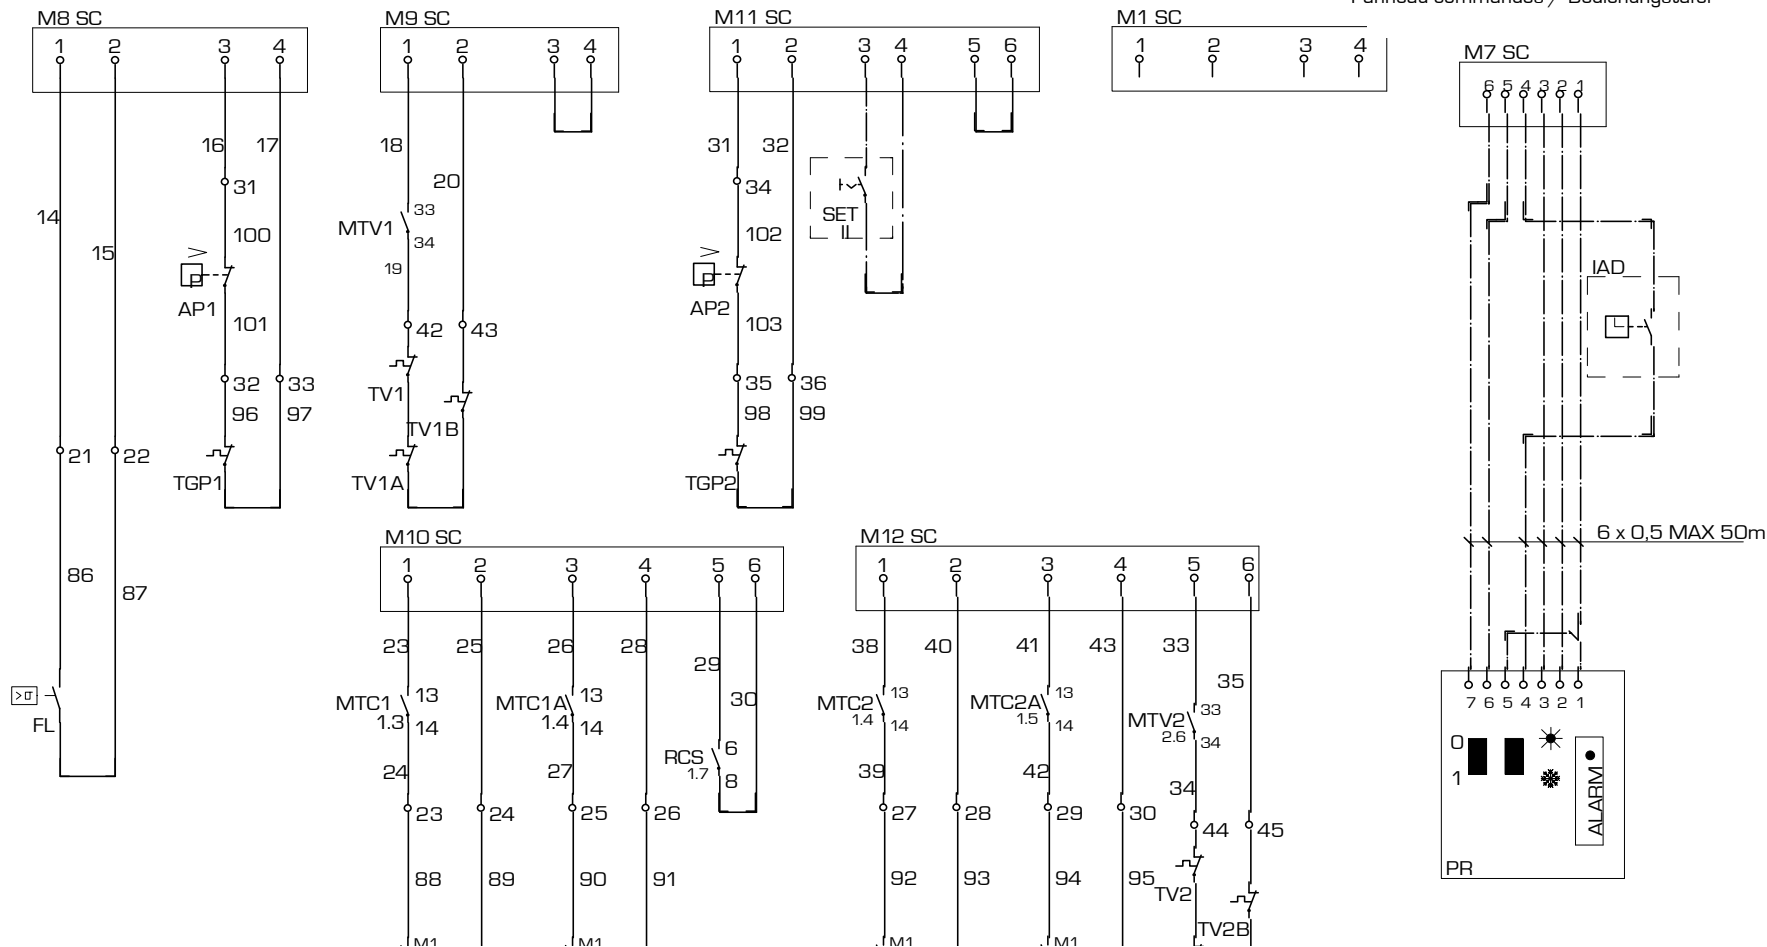 M8 SC
1 2 3 4
14
15
16 17
31
100
>
P
AP1
101
32 33
96 97
21 22
TGP1
86
87
>
FL
M9 SC
1 2 3 4
18
20
33
MTV1
34
19
42 43
TV1
TV1B
TV1A
M11 SC
1 2 3 4 5 6
31 32
34
SET
102
>
P
AP2
103
35 36
98 99
TGP2
M1 SC
1 2 3 4
M7 SC
6 5 4 3 2 1
IAD
6 x 0,5 MAX 50m
7 6 5 4 3 2 1
0
1
ALARM
PR
M10 SC
1 2 3 4 5 6
23 25 26 28
29
30
MTC1 13
1.3 14
MTC1A 13
1.4 14
RCS 6
1.7 8
24 27
23 24 25 26
88 89 90 91
M1 M1
M12 SC
1 2 3 4 5 6
38 40 41 43 33
35
MTC2 13
1.4 14
MTC2A 13
1.5 14
MTV2 33
2.6 34
39 42
34
27 28 29 30
44 45
92 93 94 95
TV2
TV2B
M1 M1